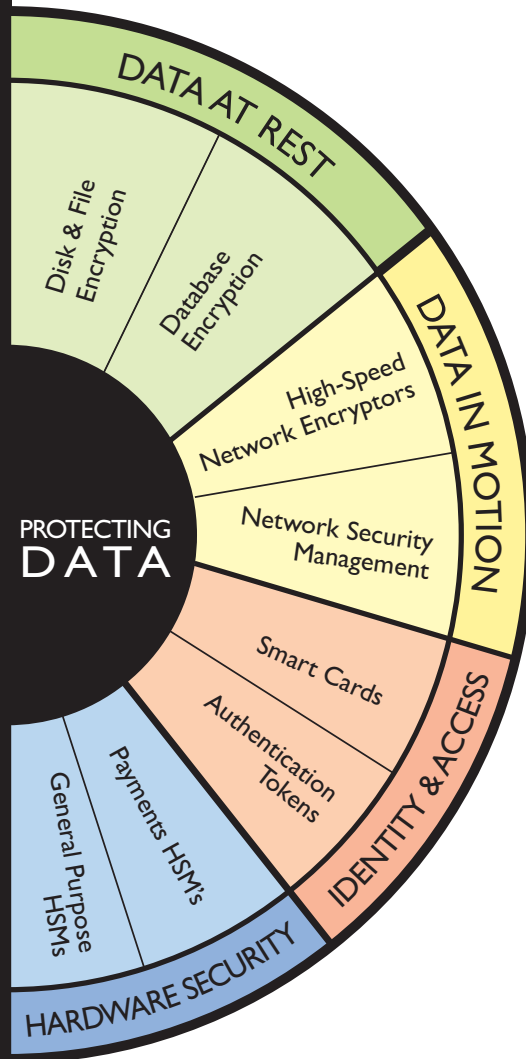 DATA AT REST
Disk & File
Encryption
Database
Encryption
DATA IN MOTION
High-Speed
Network Encryptors
Network Security
Management
PROTECTING
DATA
IDENTITY & ACCESS
Smart Cards
Authentication
Tokens
HARDWARE SECURITY
Payments HSM's
General Purpose
HSMs